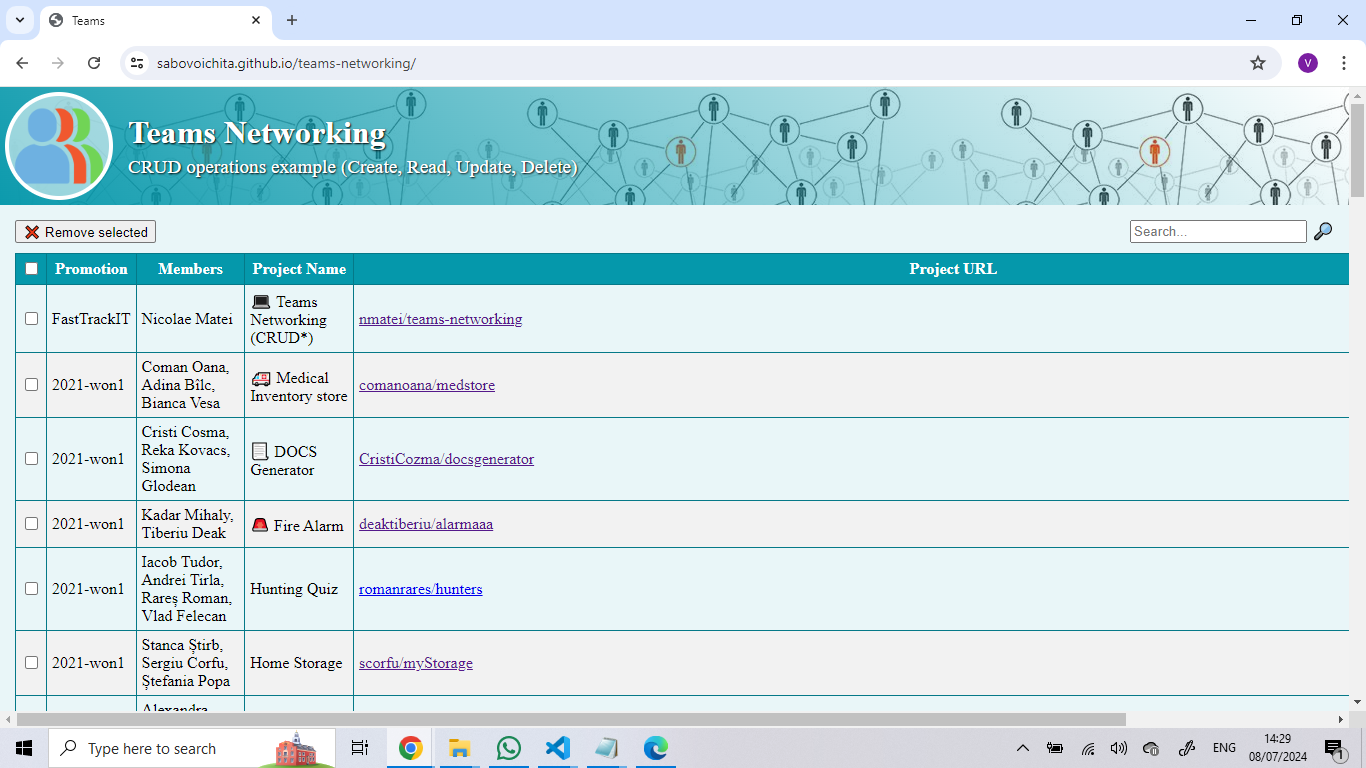 Teams
sabovoichita.github.io/teams-networking/
V
Teams Networking
CRUD operations example (Create, Read, Update, Delete)
Remove selected
Search...
Promotion Members Project Name Project URL
FastTrackIT
Nicolae Matei
Teams
Networking
(CRUD*)
nmatei/teams-networking
2021-won1
Coman Oana,
Adina Bîlc,
Bianca Vesa
Medical
Inventory store
comanoana/medstore
2021-won1
Cristi Cosma,
Reka Kovacs,
Simona
Glodean
DOCS
Generator
CristiCozma/docsgenerator
2021-won1
Kadar Mihaly,
Tiberiu Deak
Fire Alarm
deaktiberiu/alarmaaa
2021-won1
Iacob Tudor,
Andrei Tirla,
Rareș Roman,
Vlad Felecan
Hunting Quiz
romanrares/hunters
2021-won1
Stanca Știrb,
Sergiu Corfu,
Ștefania Popa
Home Storage
scorfu/myStorage
Alexandra
Type here to search
ENG
14:29
08/07/2024
1